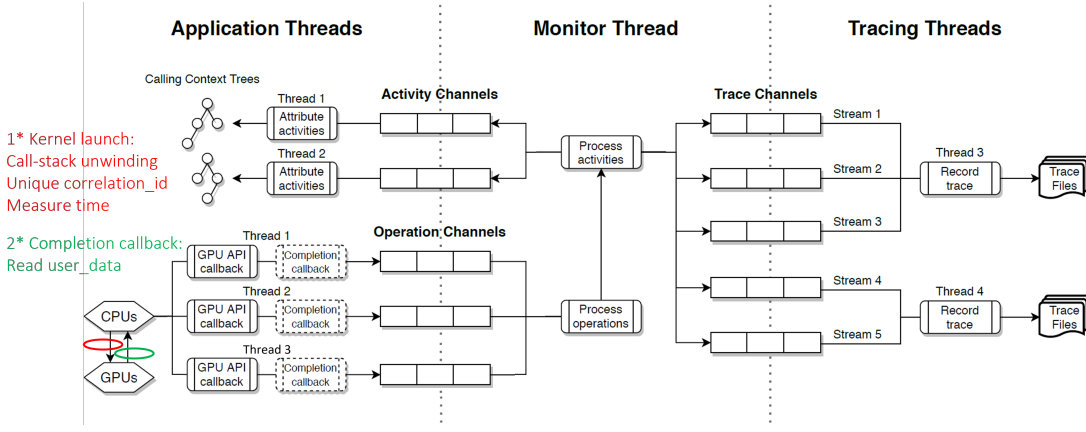 Application Threads
Monitor Thread
Tracing Threads
Calling Context Trees
Thread 1
Attribute
activities
Activity Channels
Trace Channels
Stream 1
1* Kernel launch:
Call-stack unwinding
Unique correlation_id
Measure time
Thread 2
Attribute
activities
Process
activities
Stream 2
Thread 3
Record
trace
Trace
Files
Stream 3
2* Completion callback:
Read user_data
Thread 1
GPU API
callback
Completion
callback
Operation Channels
Thread 2
GPU API
callback
Completion
callback
CPUs
GPUs
Process
operations
Stream 4
Thread 4
Record
trace
Trace
Files
Stream 5
Thread 3
GPU API
callback
Completion
callback